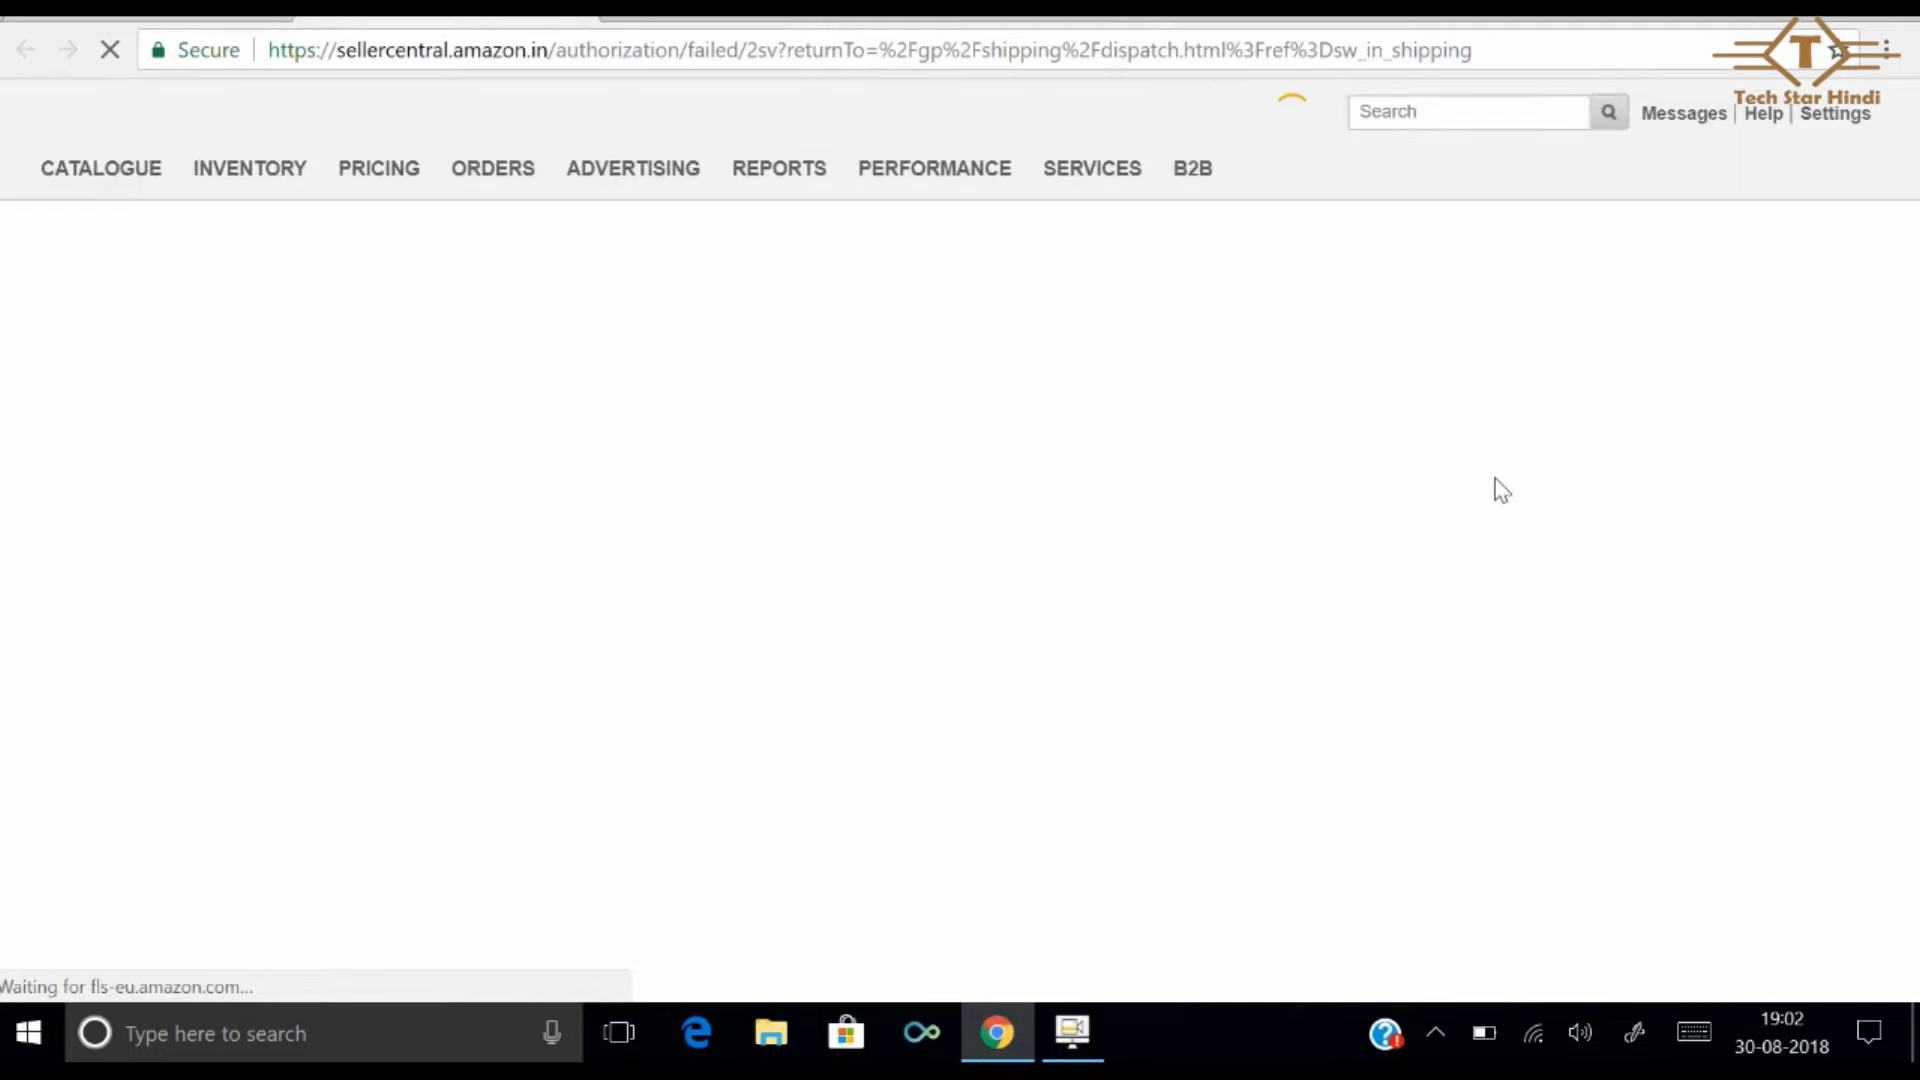 Secure
https://sellercentral.amazon.in/authorization/failed/2sv?returnTo=%2Fgp%2Fshipping%2Fdispatch.html%3Fref%3Dsw_in_shipping
T
Tech Star Hindi
Search
Messages | Help | Settings
CATALOGUE INVENTORY PRICING ORDERS ADVERTISING REPORTS PERFORMANCE SERVICES B2B
Waiting for fls-eu.amazon.com...
Type here to search
19:02
30-08-2018